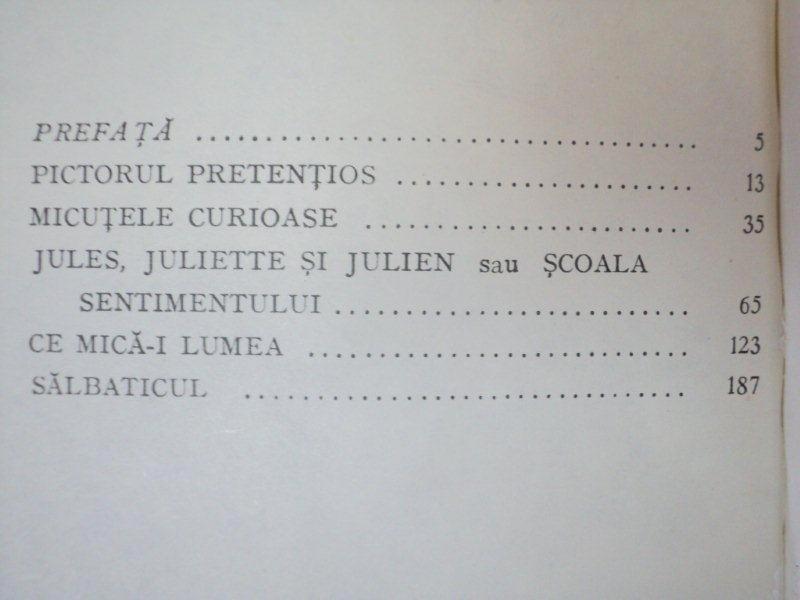 PREFAȚĂ ........................................ 5
PICTORUL PRETENȚIOS ........................ 13
MICUȚELE CURIOASE ........................... 35
JULES, JULIETTE ȘI JULIEN sau ȘCOALA
SENTIMENTULUI ............................. 65
CE MICĂ-I LUMEA ............................... 123
SĂLBATICUL .................................... 187